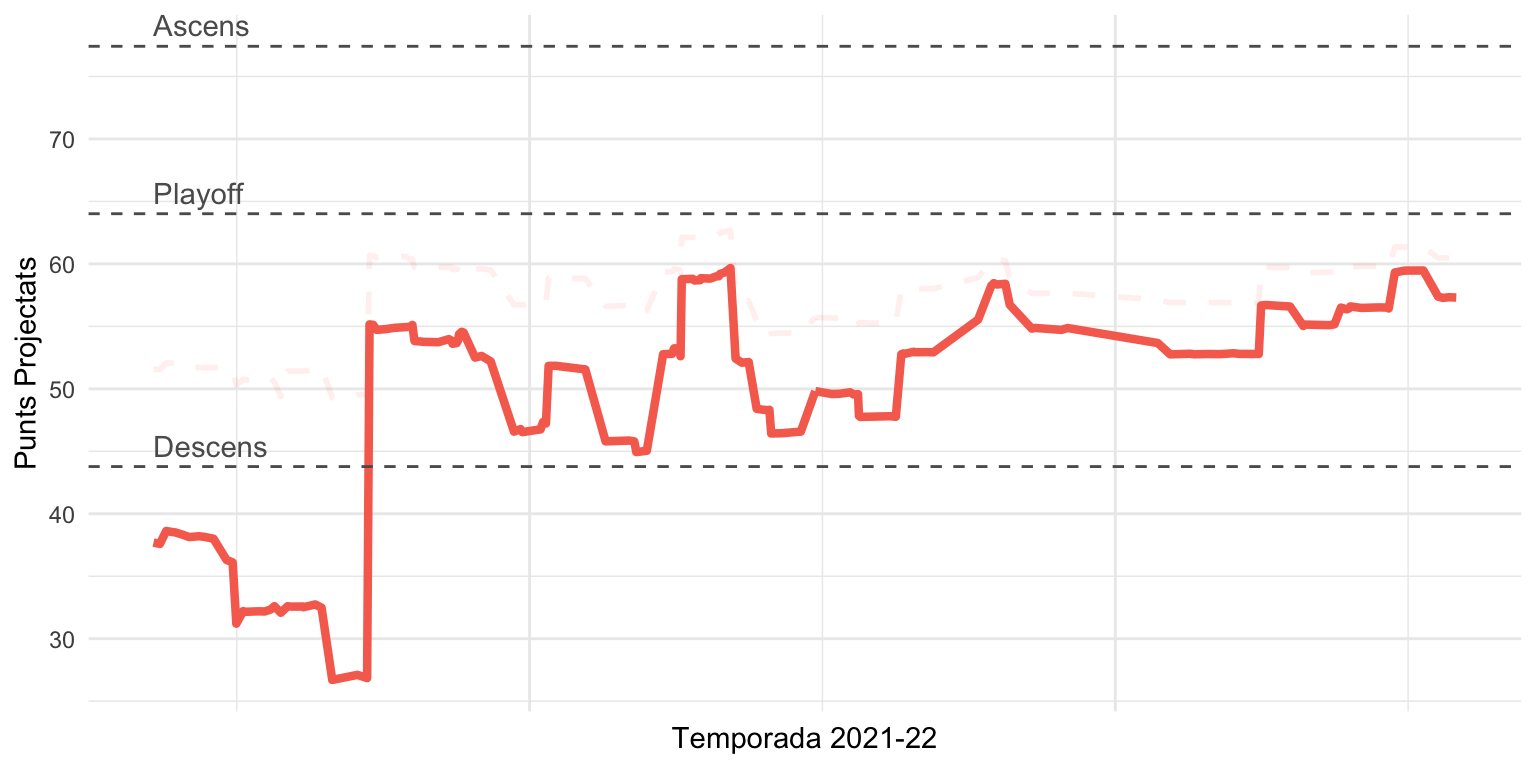 Ascens
70
Playoff
60
Punts Projectats
50
Descens
40
30
Temporada 2021-22